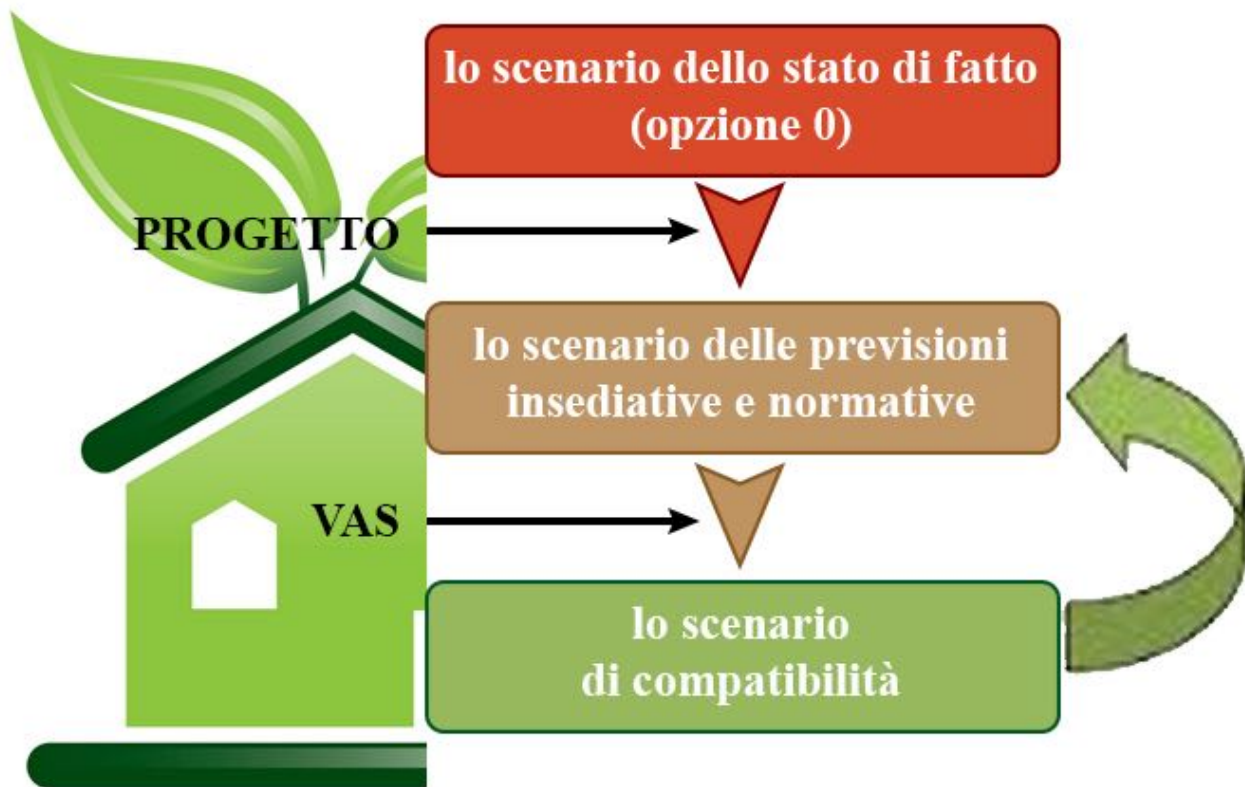 lo scenario dello stato di fatto
(opzione 0)
PROGETTO
lo scenario delle previsioni
insediative e normative
VAS
lo scenario
di compatibilità